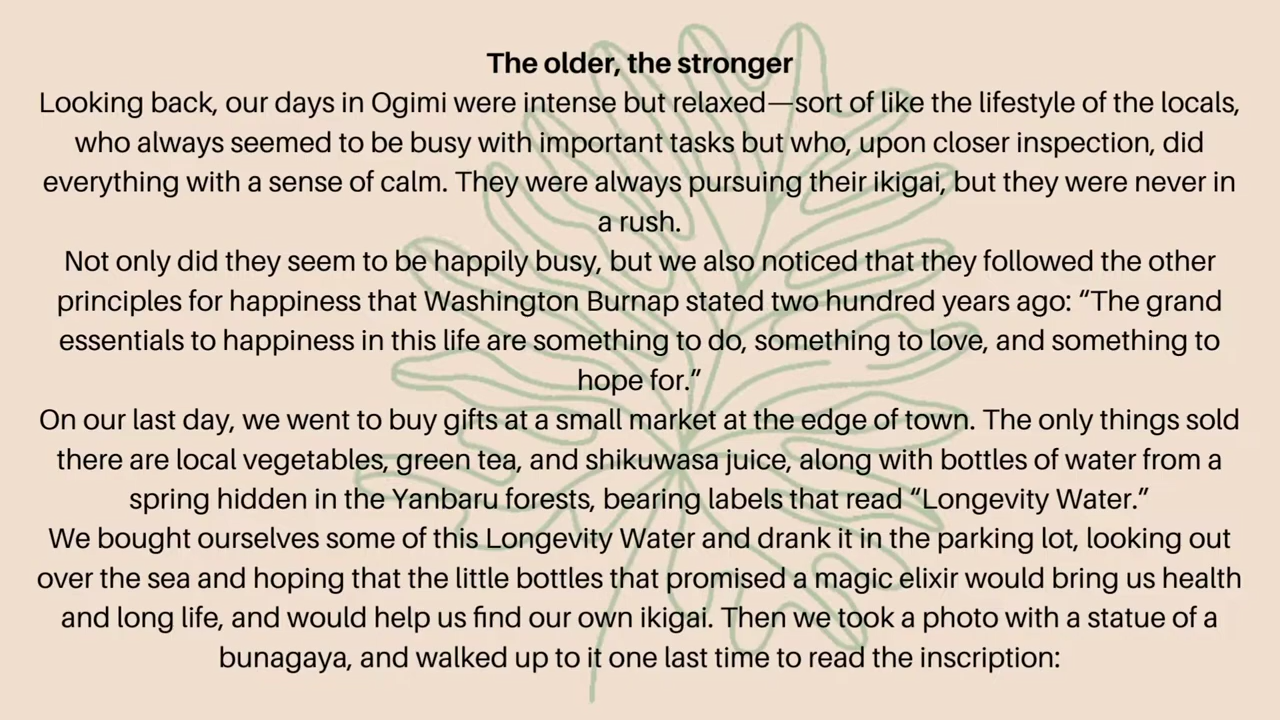 The older, the stronger
Looking back, our days in Ogimi were intense but relaxed—sort of like the lifestyle of the locals,
who always seemed to be busy with important tasks but who, upon closer inspection, did
everything with a sense of calm. They were always pursuing their ikigai, but they were never in
a rush.
Not only did they seem to be happily busy, but we also noticed that they followed the other
principles for happiness that Washington Burnap stated two hundred years ago: “The grand
essentials to happiness in this life are something to do, something to love, and something to
hope for.”
On our last day, we went to buy gifts at a small market at the edge of town. The only things sold
there are local vegetables, green tea, and shikuwasa juice, along with bottles of water from a
spring hidden in the Yanbaru forests, bearing labels that read “Longevity Water.”
We bought ourselves some of this Longevity Water and drank it in the parking lot, looking out
over the sea and hoping that the little bottles that promised a magic elixir would bring us health
and long life, and would help us find our own ikigai. Then we took a photo with a statue of a
bunagaya, and walked up to it one last time to read the inscription: